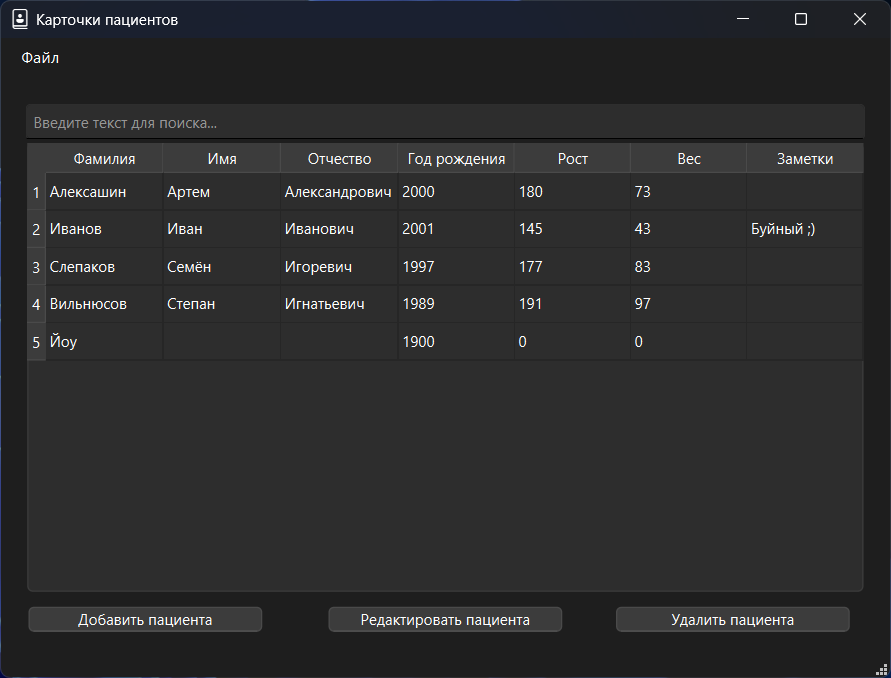 Карточки пациентов
Файл
Введите текст для поиска...
Фамилия Имя Отчество Год рождения Рост Вес Заметки
1 Алексашин Артем Александрович 2000 180 73
2 Иванов Иван Иванович 2001 145 43 Буйный ;)
3 Слепаков Семён Игоревич 1997 177 83
4 Вильнюсов Степан Игнатьевич 1989 191 97
5 Йоу 1900 0 0
Добавить пациента Редактировать пациента Удалить пациента